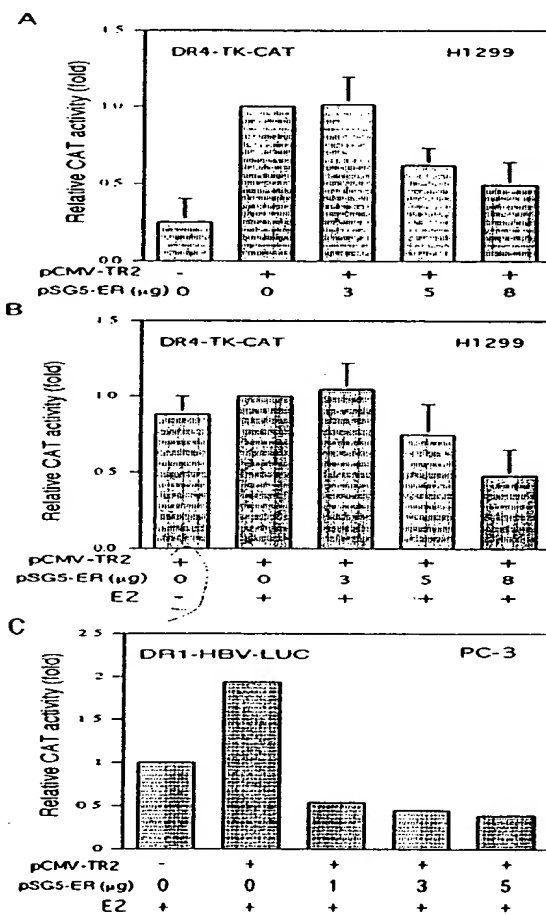 A
1.5
DR4-TK-CAT H1299
Relative CAT activity (fold)
1.0
0.5
0.0
pCMV-TR2 - + + + +
pSG5-ER (µg) 0 0 3 5 8
B
1.5
DR4-TK-CAT H1299
Relative CAT activity (fold)
1.0
0.5
0.0
pCMV-TR2 + + + + +
pSG5-ER (µg) 0 0 3 5 8
E2 - + + + +
C
2.5
DR1-HBV-LUC PC-3
Relative CAT activity (fold)
2
1.5
1
0.5
0
pCMV-TR2 - + + + +
pSG5-ER (µg) 0 0 1 3 5
E2 + + + + +